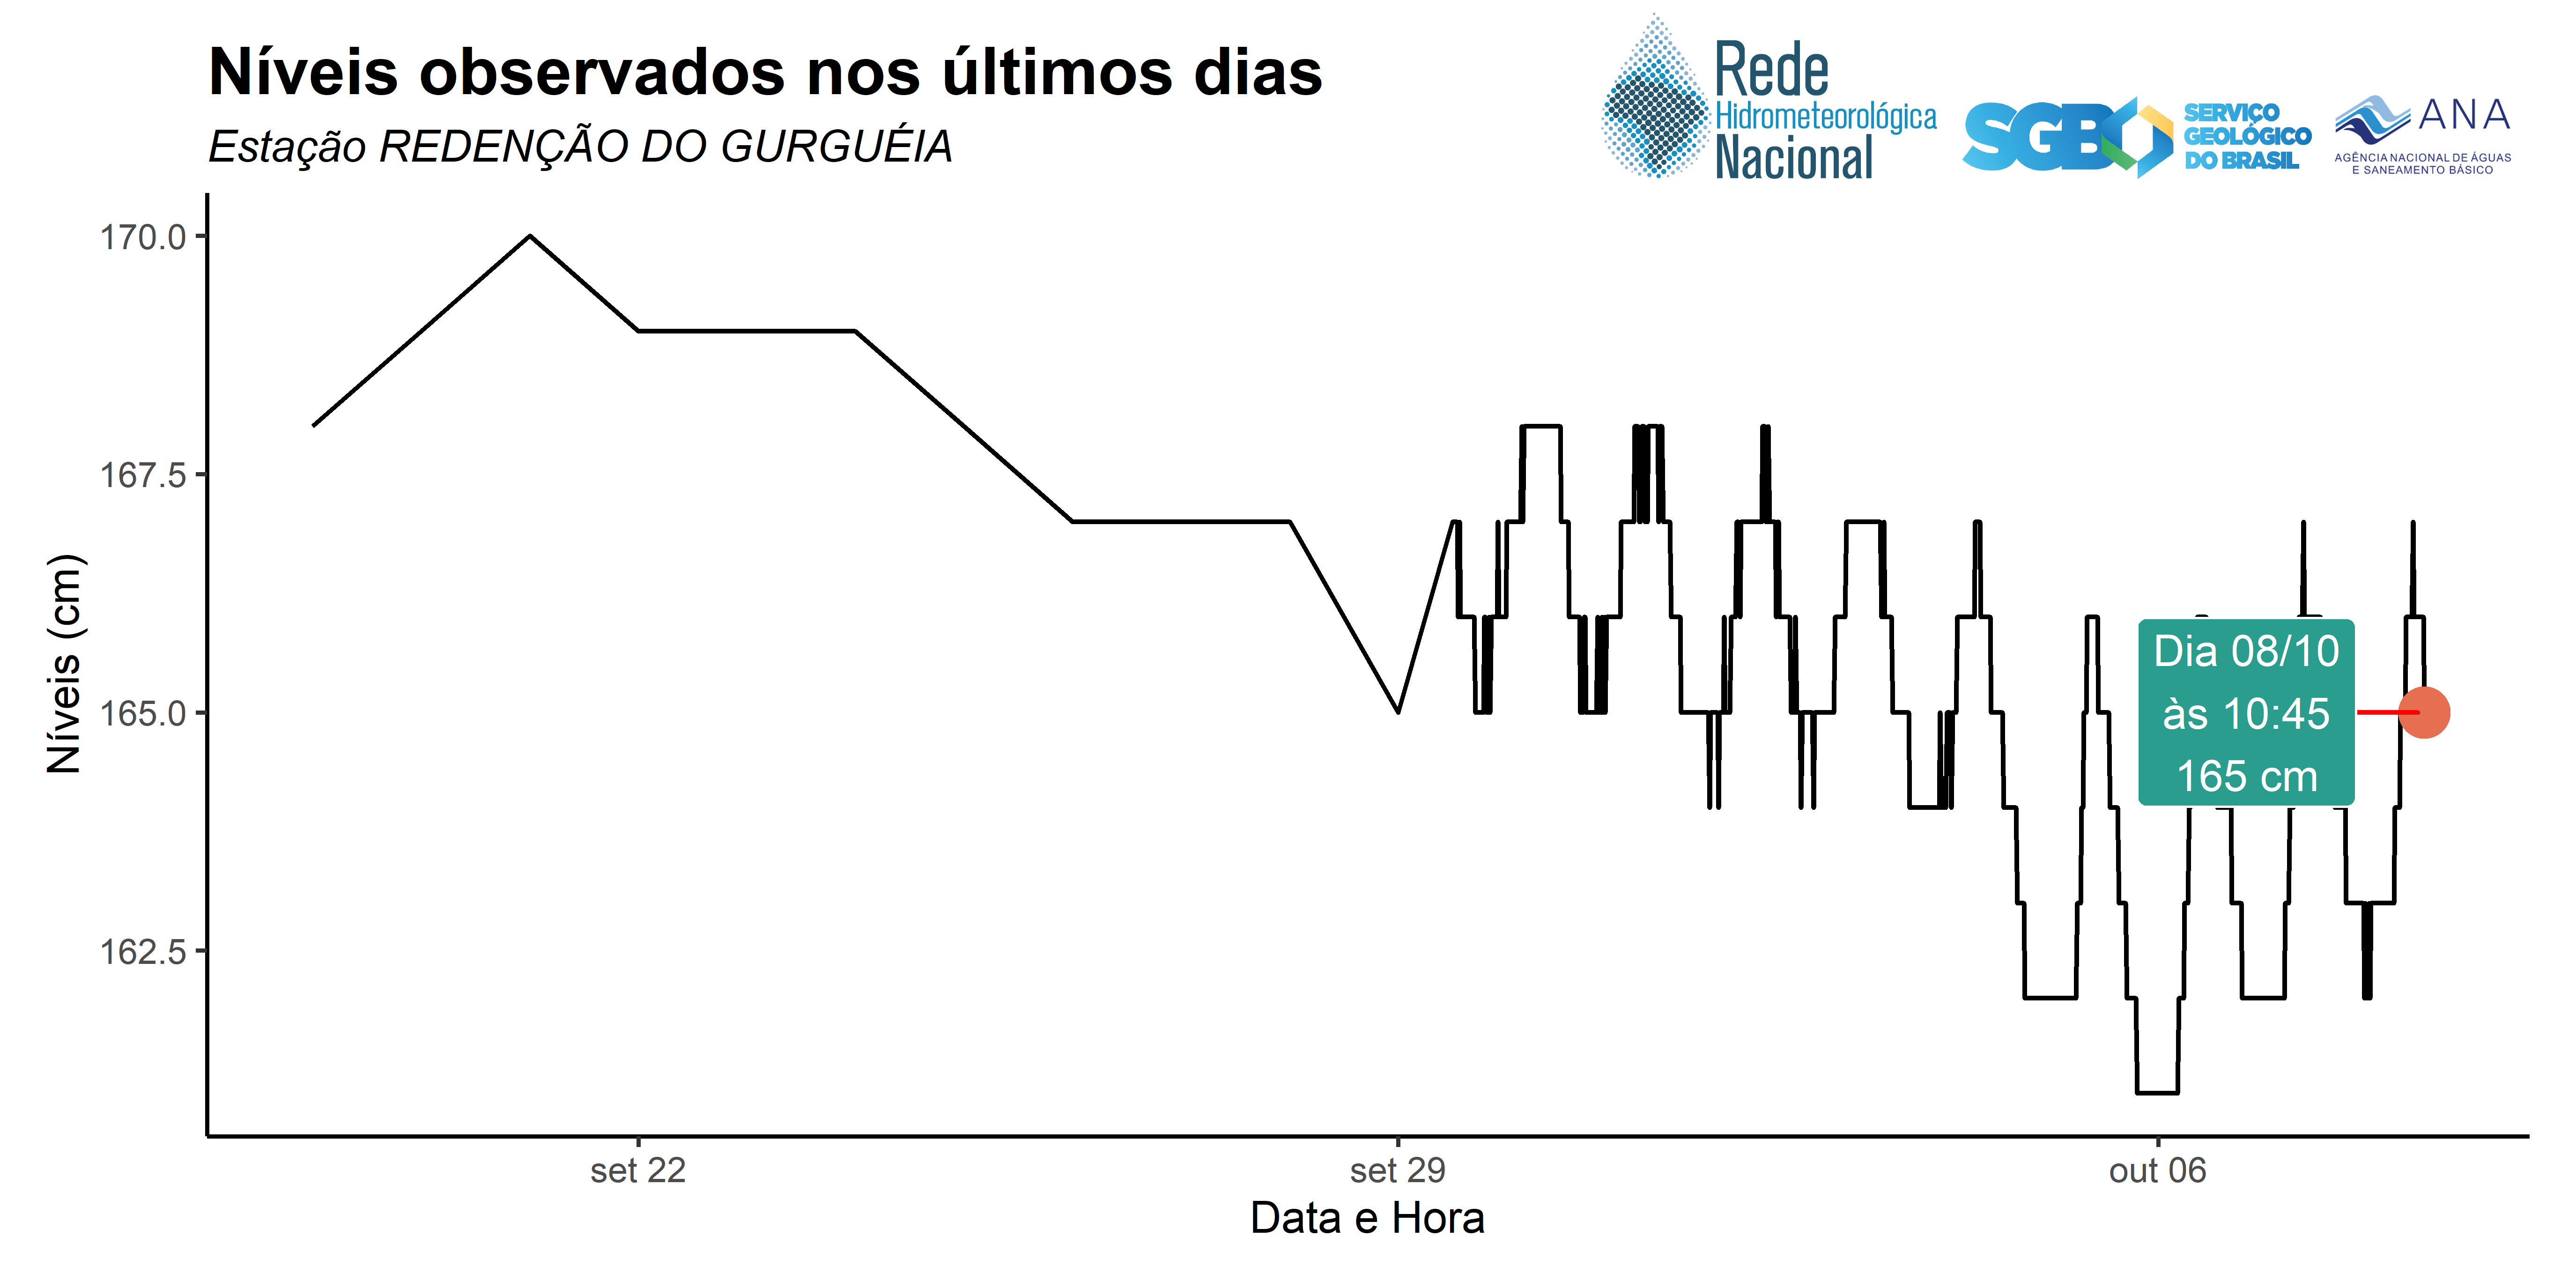 Níveis observados nos últimos dias
Estação REDENÇÃO DO GURGUÉIA
Rede
Hidrometeorológica
Nacional
SGB
SERVIÇO
GEOLÓGICO
DO BRASIL
ANA
AGÊNCIA NACIONAL DE ÁGUAS
E SANEAMENTO BÁSICO
Níveis (cm)
170.0
167.5
165.0
162.5
Dia 08/10
às 10:45
165 cm
set 22
set 29
out 06
Data e Hora